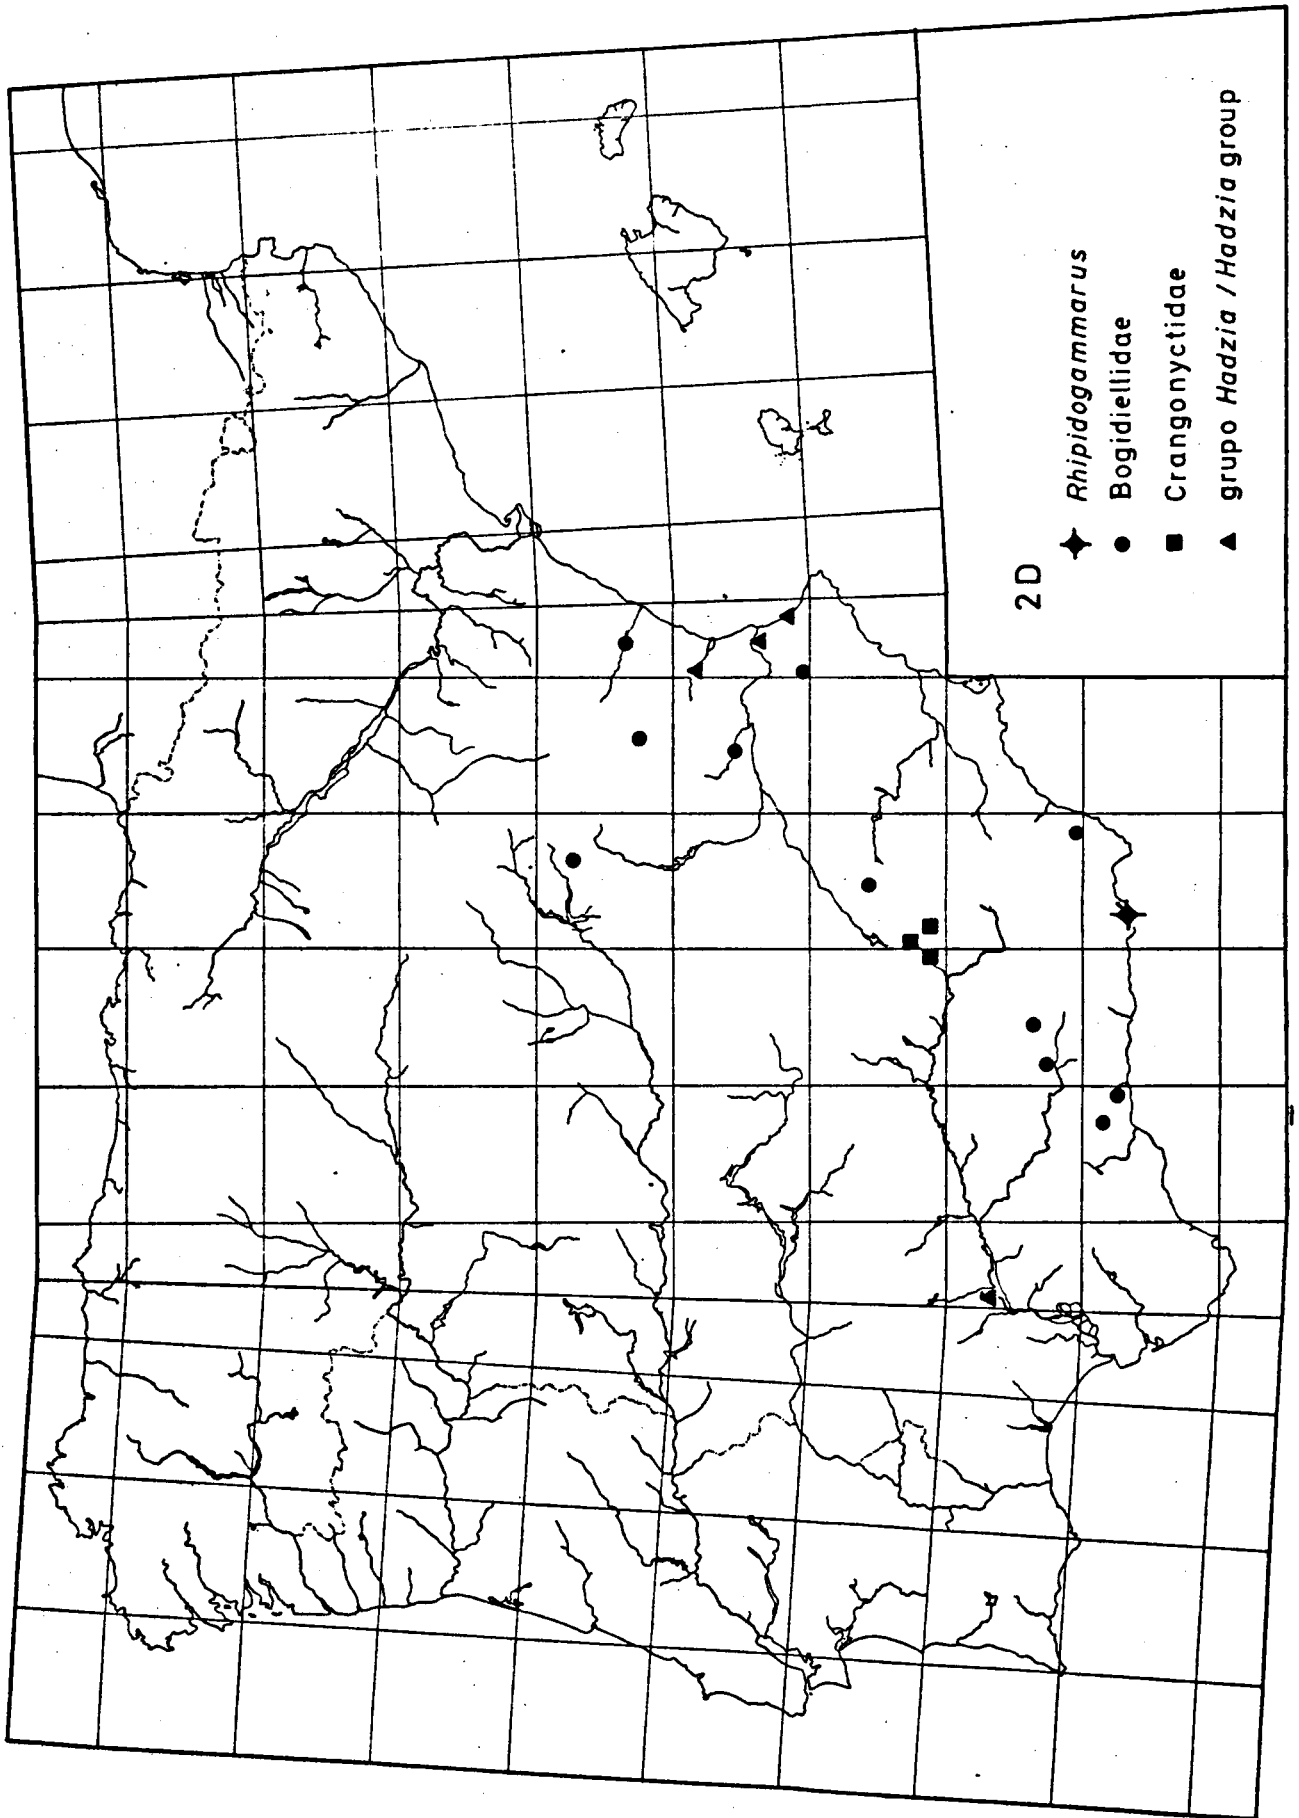 2D
Rhipidogammarus
Bogidiellidae
Crangonyctidae
grupo Hadzia / Hadzia group